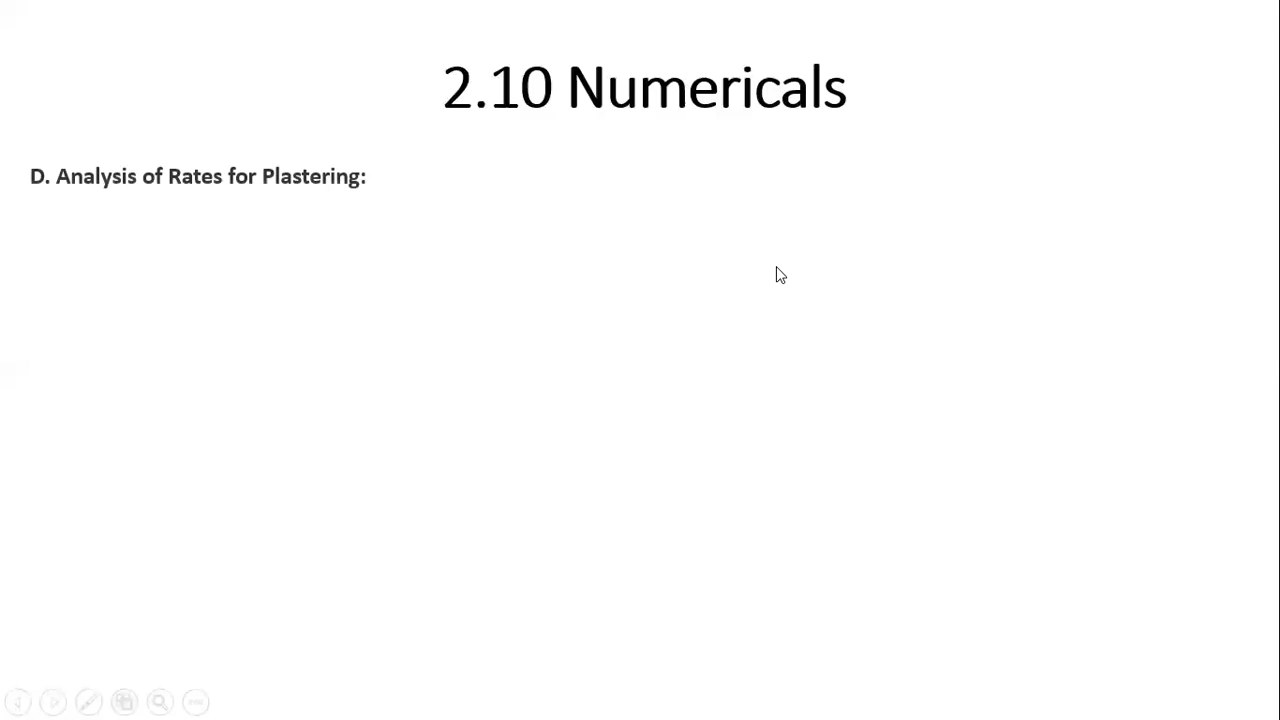 2.10 Numericals
D. Analysis of Rates for Plastering: